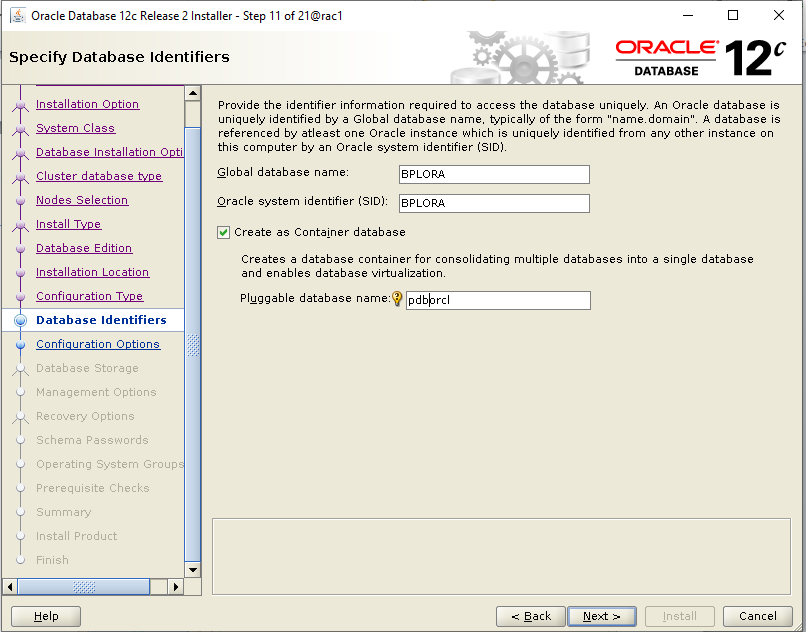 Oracle Database 12c Release 2 Installer - Step 11 of 21@rac1
Specify Database Identifiers
ORACLE®
DATABASE
12c
Installation Option
System Class
Database Installation Opti
Cluster database type
Nodes Selection
Install Type
Database Edition
Installation Location
Configuration Type
Database Identifiers
Configuration Options
Database Storage
Management Options
Recovery Options
Schema Passwords
Operating System Groups
Prerequisite Checks
Summary
Install Product
Finish
Provide the identifier information required to access the database uniquely. An Oracle database is
uniquely identified by a Global database name, typically of the form "name.domain". A database is
referenced by atleast one Oracle instance which is uniquely identified from any other instance on
this computer by an Oracle system identifier (SID).
Global database name: BPLORA
Oracle system identifier (SID): BPLORA
Create as Container database
Creates a database container for consolidating multiple databases into a single database
and enables database virtualization.
Pluggable database name: pdborcl
Help
< Back
Next >
Install
Cancel